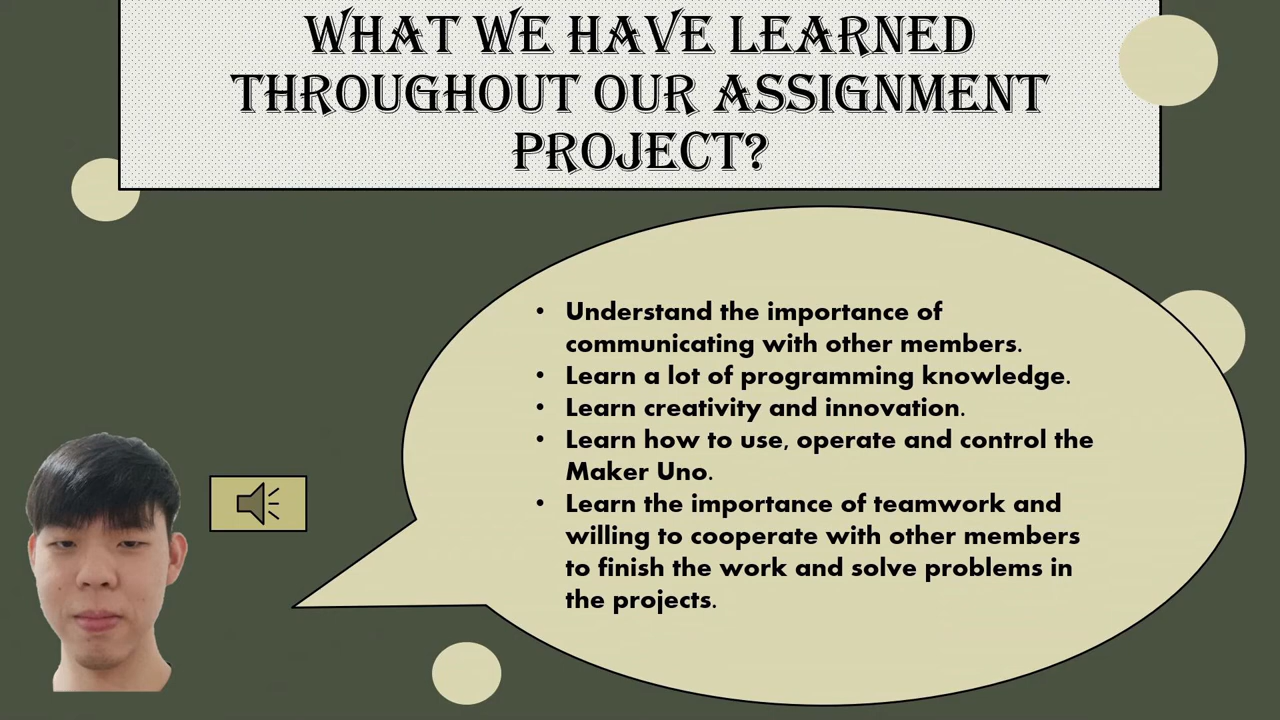 WHAT WE HAVE LEARNED
THROUGHOUT OUR ASSIGNMENT
PROJECT?
• Understand the importance of
communicating with other members.
• Learn a lot of programming knowledge.
• Learn creativity and innovation.
• Learn how to use, operate and control the
Maker Uno.
• Learn the importance of teamwork and
willing to cooperate with other members
to finish the work and solve problems in
the projects.